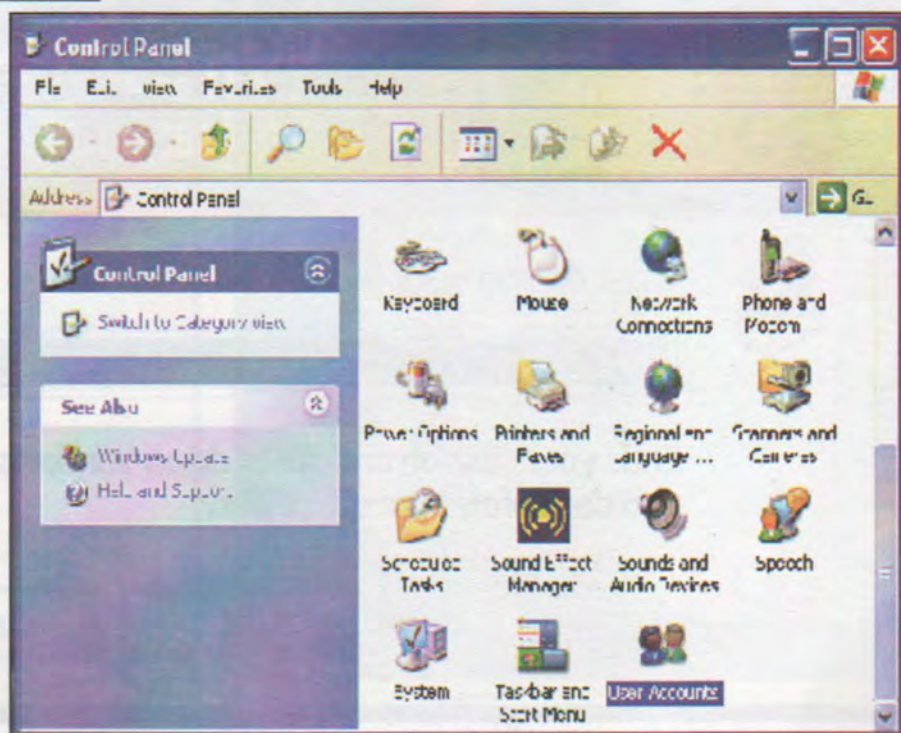 Control Panel
File Edit View Favorites Tools Help
Address Control Panel Go
Control Panel
Switch to Category View
See Also
Windows Update
Help and Support
Keyboard
Mouse
Network
Connections
Phone and
Modem
Power Options
Printers and
Faxes
Regional and
Language ...
Scanners and
Cameras
Scheduled
Tasks
Sound Effect
Manager
Sounds and
Audio Devices
Speech
System
Taskbar and
Start Menu
User Accounts